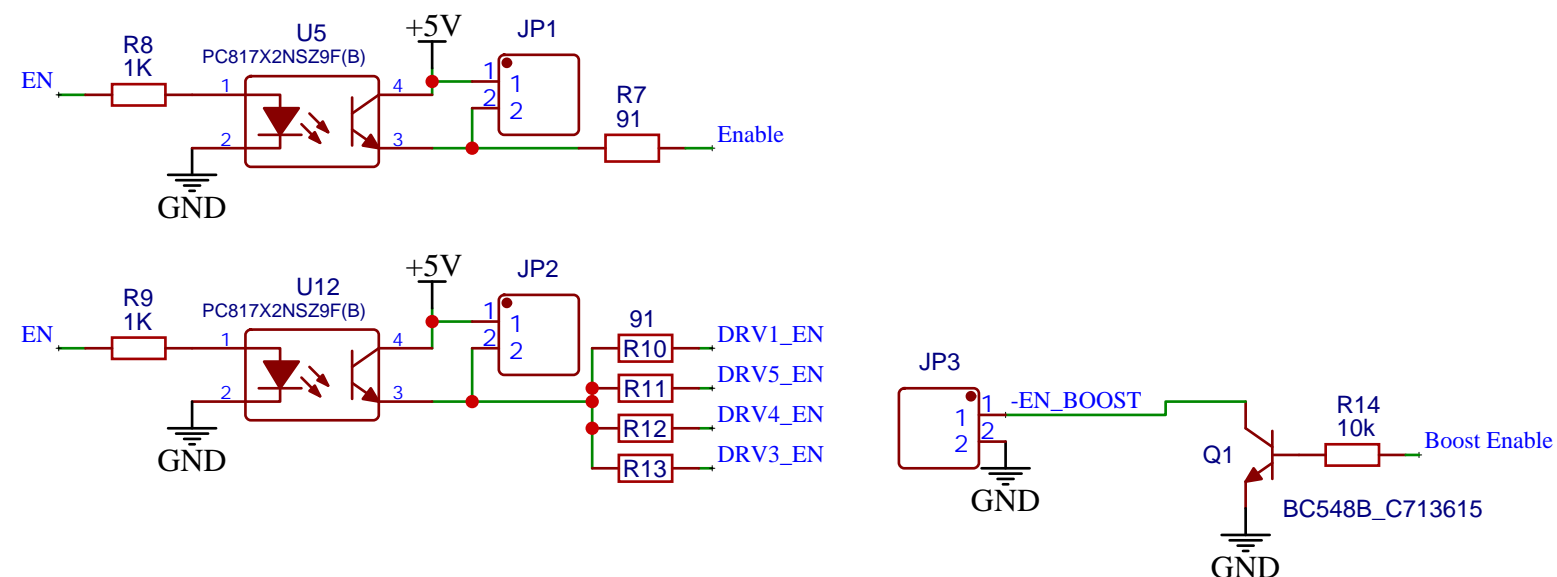 +5V
JP1
U5
PC817X2NSZ9F(B)
R8
1K
EN
1
4
1
1
2
2
R7
91
Enable
2
3
GND
+5V
JP2
U12
PC817X2NSZ9F(B)
R9
1K
EN
1
4
1
1
2
2
91
R10
DRV1_EN
R11
DRV5_EN
2
3
R12
DRV4_EN
R13
DRV3_EN
GND
JP3
1
1
-EN_BOOST
2
2
GND
R14
10k
Boost Enable
Q1
BC548B_C713615
GND